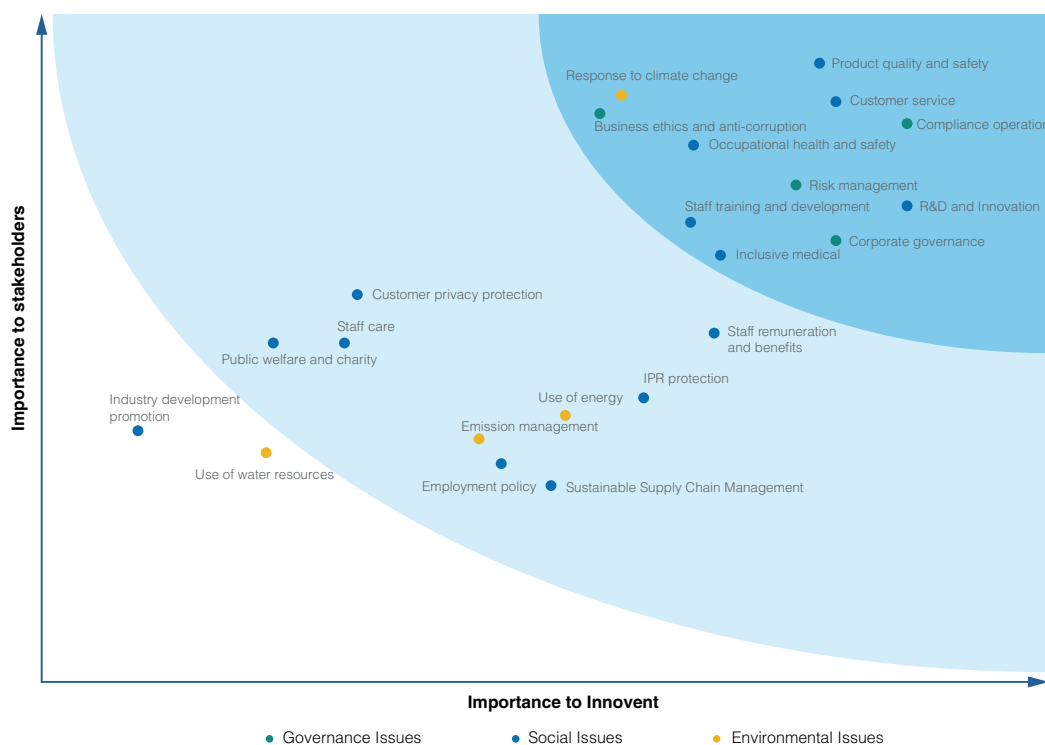 Importance to stakeholders
Product quality and safety
Response to climate change
Customer service
Business ethics and anti-corruption
Compliance operation
Occupational health and safety
Risk management
Staff training and development
R&D and Innovation
Corporate governance
Inclusive medical
Customer privacy protection
Staff care
Staff remuneration
and benefits
Public welfare and charity
IPR protection
Industry development
promotion
Use of energy
Emission management
Use of water resources
Employment policy
Sustainable Supply Chain Management
Importance to Innovent
Governance Issues
Social Issues
Environmental Issues